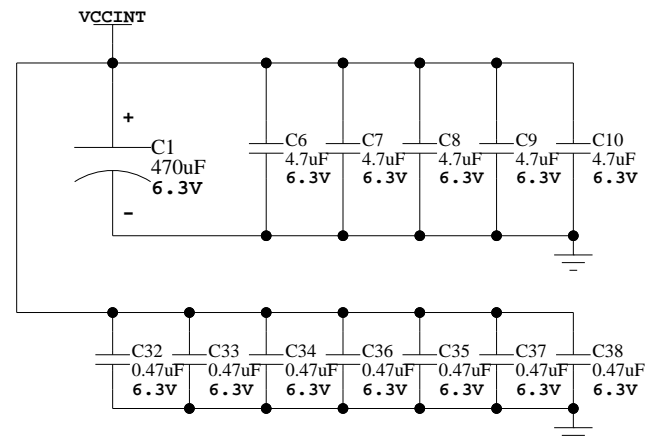 VCCINT
+
C1
470uF
6.3V
-
C6
4.7uF
6.3V
C7
4.7uF
6.3V
C8
4.7uF
6.3V
C9
4.7uF
6.3V
C10
4.7uF
6.3V
C32
0.47uF
6.3V
C33
0.47uF
6.3V
C34
0.47uF
6.3V
C36
0.47uF
6.3V
C35
0.47uF
6.3V
C37
0.47uF
6.3V
C38
0.47uF
6.3V